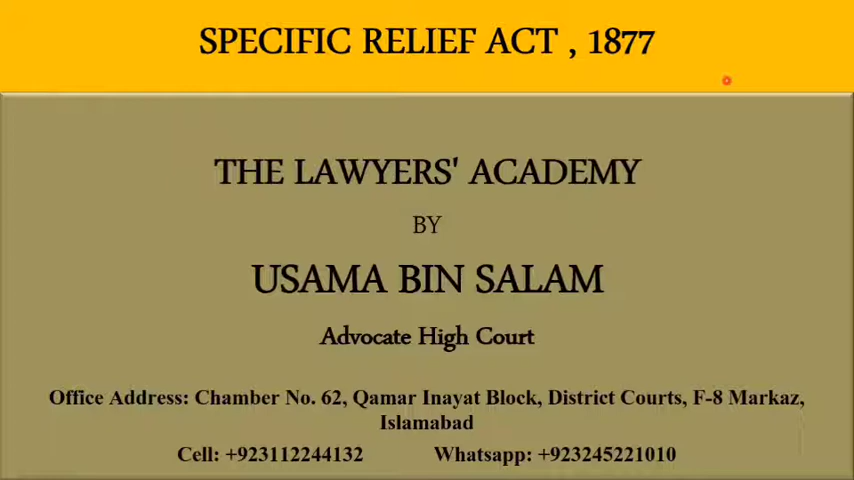 SPECIFIC RELIEF ACT , 1877
THE LAWYERS' ACADEMY
BY
USAMA BIN SALAM
Advocate High Court
Office Address: Chamber No. 62, Qamar Inayat Block, District Courts, F-8 Markaz,
Islamabad
Cell: +923112244132 Whatsapp: +923245221010